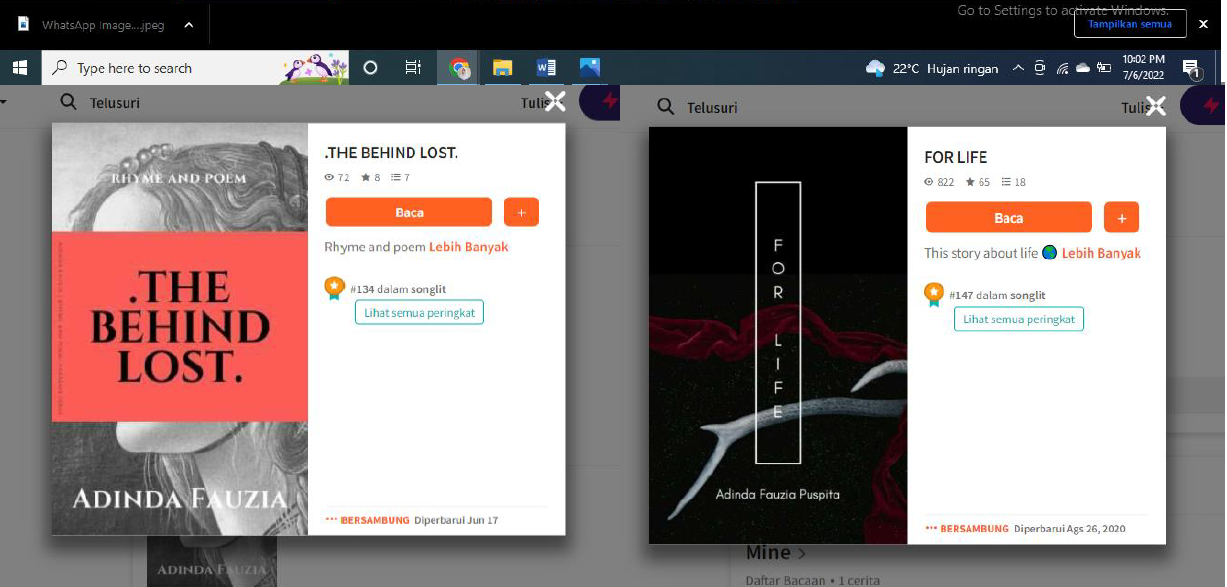 Go to Settings to activate Windows.
WhatsApp Image....jpeg
Tampilkan semua
Type here to search
22°C Hujan ringan
10:02 PM
7/6/2022
1
Telusuri
Tulis
.THE BEHIND LOST.
72 8 7
Baca
+
Rhyme and poem Lebih Banyak
#134 dalam songlit
Lihat semua peringkat
••• BERSAMBUNG Diperbarui Jun 17
RHYME AND POEM
.THE
BEHIND
LOST.
ADINDA FAUZIA
ADINDA FAUZIA
Telusuri
Tulis
FOR LIFE
822 65 18
Baca
+
This story about life Lebih Banyak
#147 dalam songlit
Lihat semua peringkat
••• BERSAMBUNG Diperbarui Ags 26, 2020
FOR LIFE
Adinda Fauzia Puspita
Mine >
Daftar Bacaan • 1 cerita